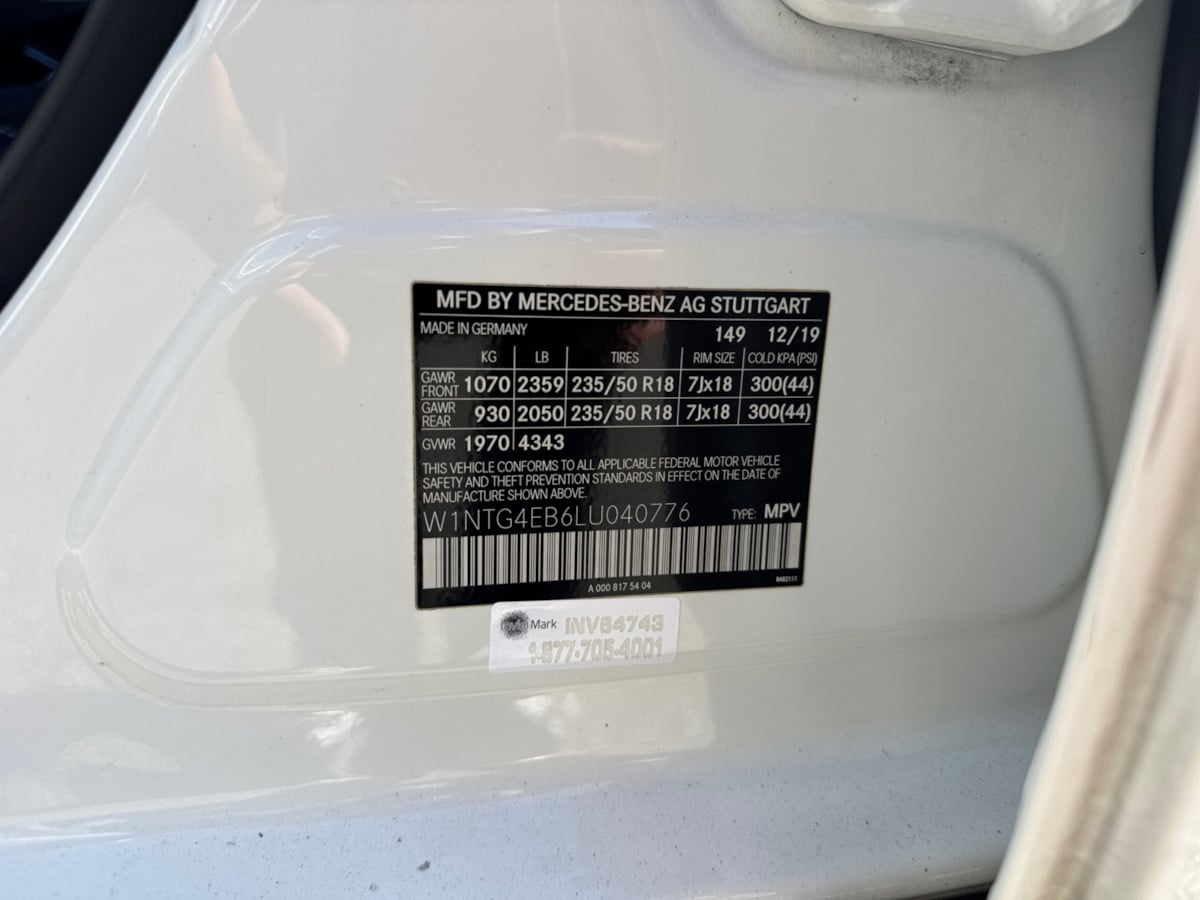 MFD BY MERCEDES-BENZ AG STUTTGART
MADE IN GERMANY 149 12/19
KG LB TIRES RIM SIZE COLD KPA(PSI)
GAWR FRONT 1070 2359 235/50 R18 7Jx18 300(44)
GAWR REAR 930 2050 235/50 R18 7Jx18 300(44)
GVWR 1970 4343
THIS VEHICLE CONFORMS TO ALL APPLICABLE FEDERAL MOTOR VEHICLE
SAFETY AND THEFT PREVENTION STANDARDS IN EFFECT ON THE DATE OF
MANUFACTURE SHOWN ABOVE.
W1NTG4EB6LU040776 TYPE: MPV
A 000 817 54 04
Mark INV84743
1-877-705-4001